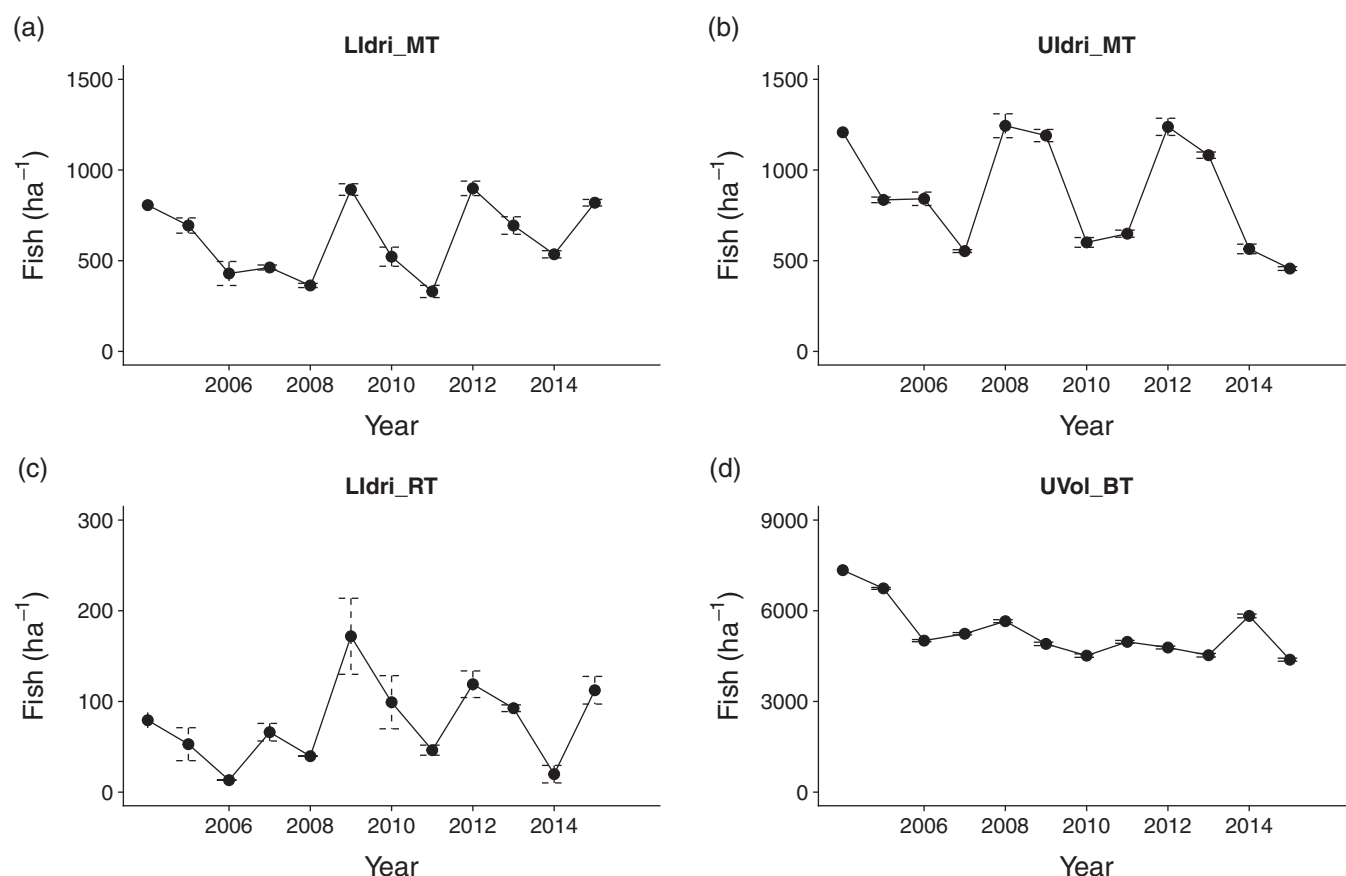 (a)
LIdri_MT
1500
1000
500
0
Fish (ha⁻¹)
2006 2008 2010 2012 2014
Year
(b)
UIdri_MT
1500
1000
500
0
Fish (ha⁻¹)
2006 2008 2010 2012 2014
Year
(c)
LIdri_RT
300
200
100
0
Fish (ha⁻¹)
2006 2008 2010 2012 2014
Year
(d)
UVol_BT
9000
6000
3000
0
Fish (ha⁻¹)
2006 2008 2010 2012 2014
Year